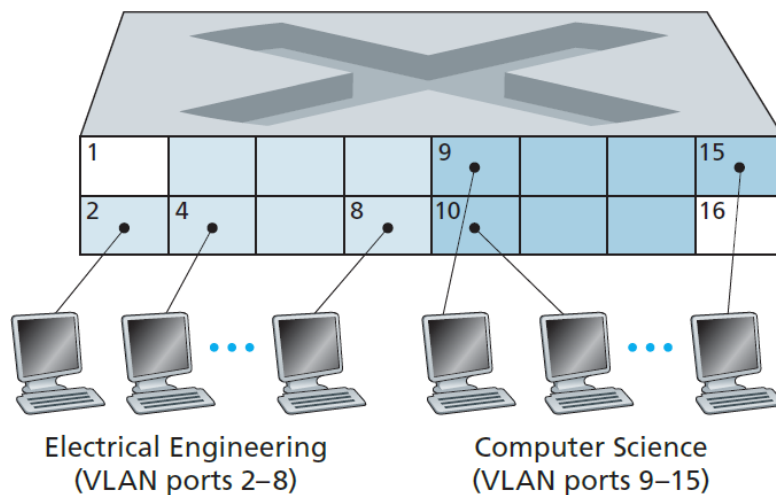 1 9 15
2 4 8 10 16
Electrical Engineering
(VLAN ports 2–8)
Computer Science
(VLAN ports 9–15)